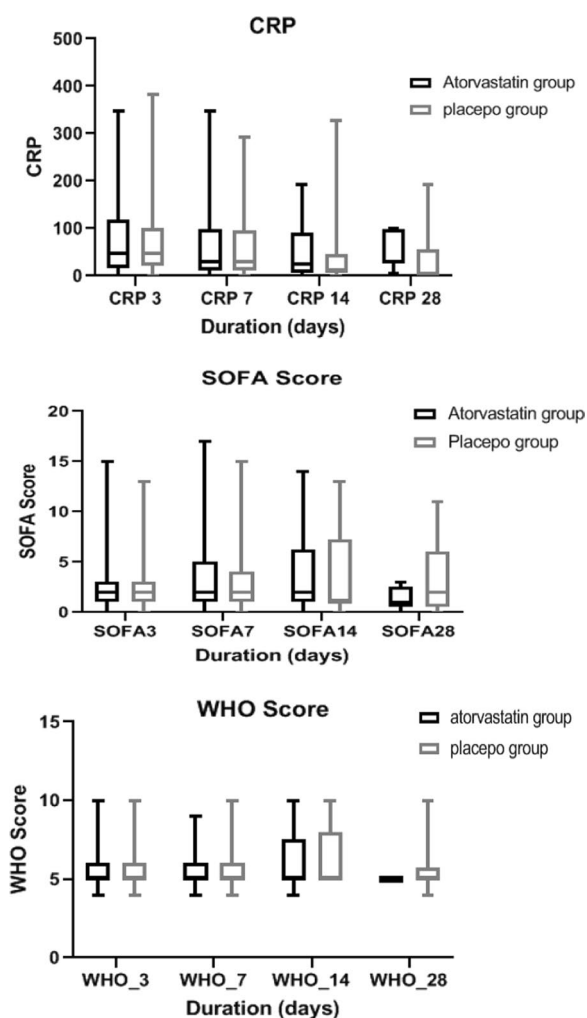 CRP
500
400
300
200
100
0
CRP
Atorvastatin group
placepo group
CRP 3 CRP 7 CRP 14 CRP 28
Duration (days)
SOFA Score
20
15
10
5
0
SOFA Score
Atorvastatin group
Placepo group
SOFA3 SOFA7 SOFA14 SOFA28
Duration (days)
WHO Score
15
10
5
0
WHO Score
atorvastatin group
placepo group
WHO_3 WHO_7 WHO_14 WHO_28
Duration (days)